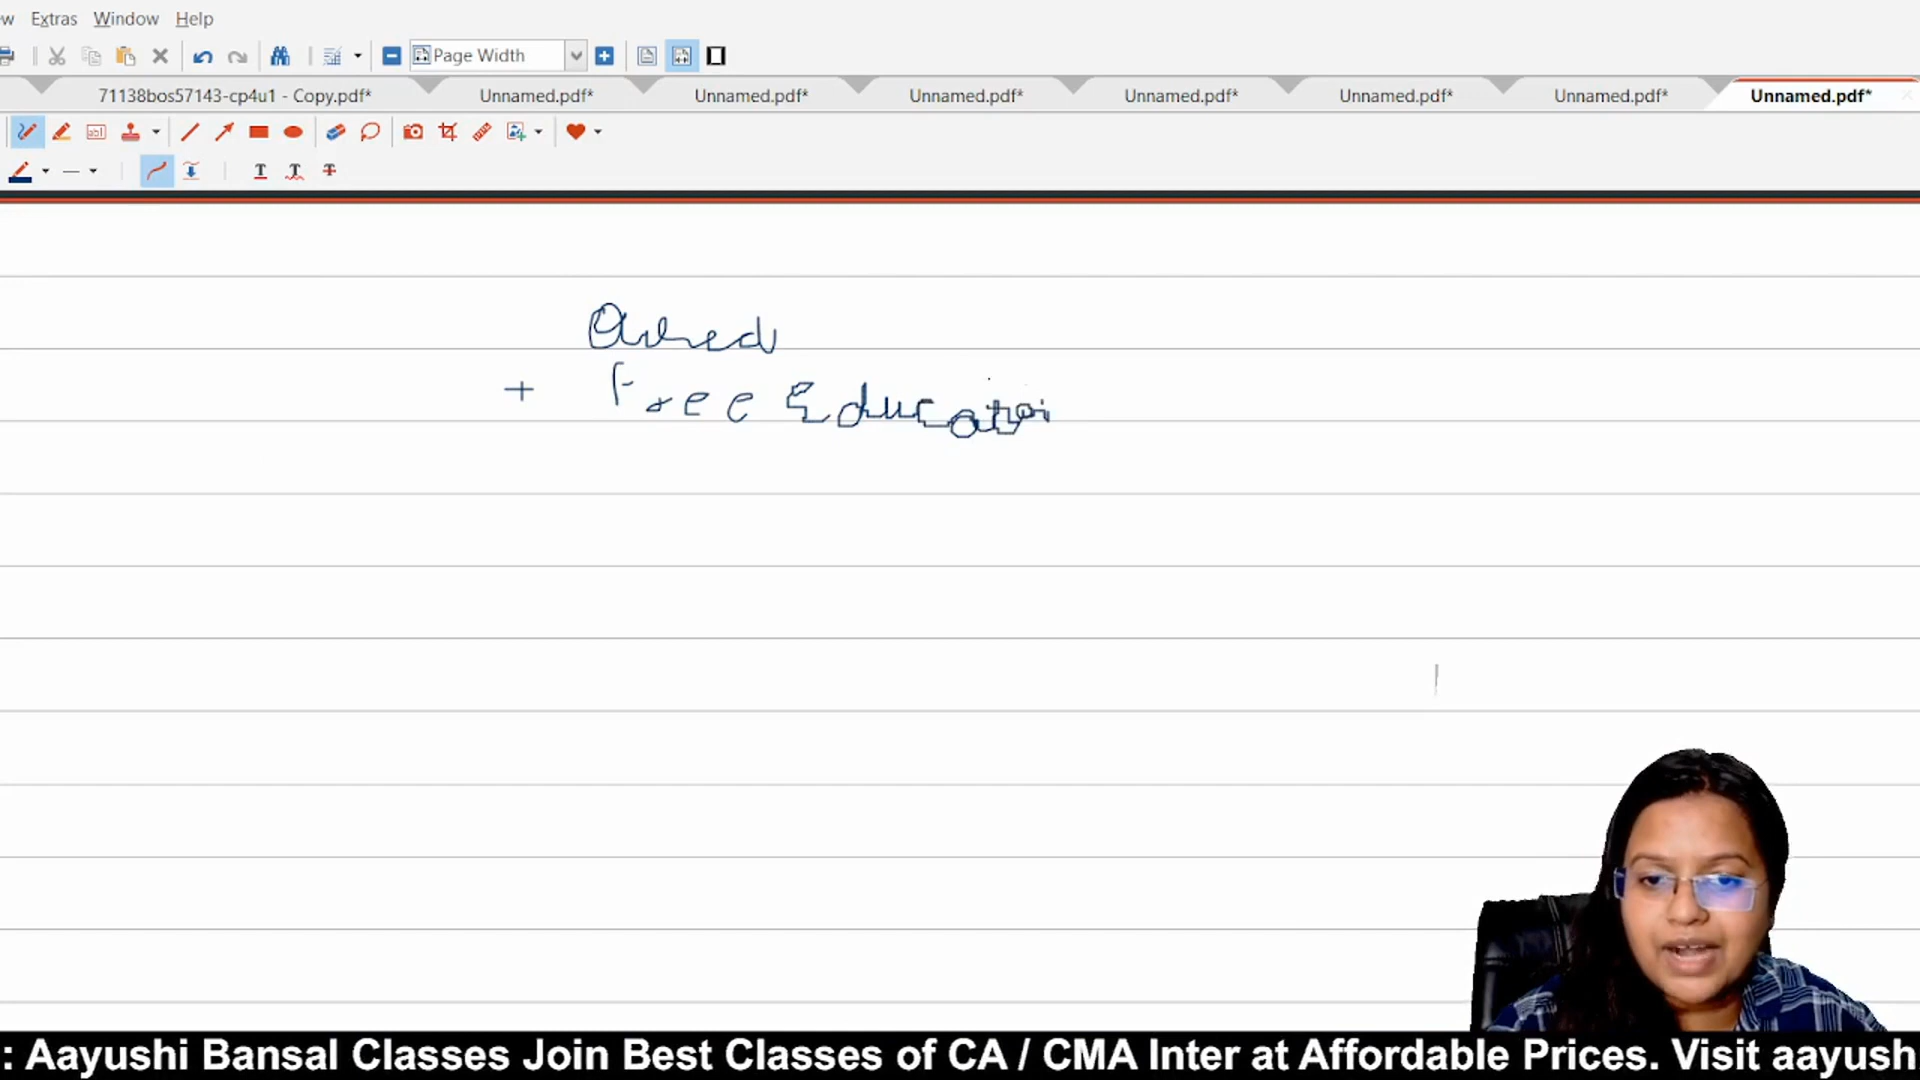 Extras Window Help
Page Width
71138bos57143-cp4u1 - Copy.pdf* Unnamed.pdf* Unnamed.pdf* Unnamed.pdf* Unnamed.pdf* Unnamed.pdf* Unnamed.pdf* Unnamed.pdf*
Owned
+ Free Educatoi
: Aayushi Bansal Classes Join Best Classes of CA / CMA Inter at Affordable Prices. Visit aayush